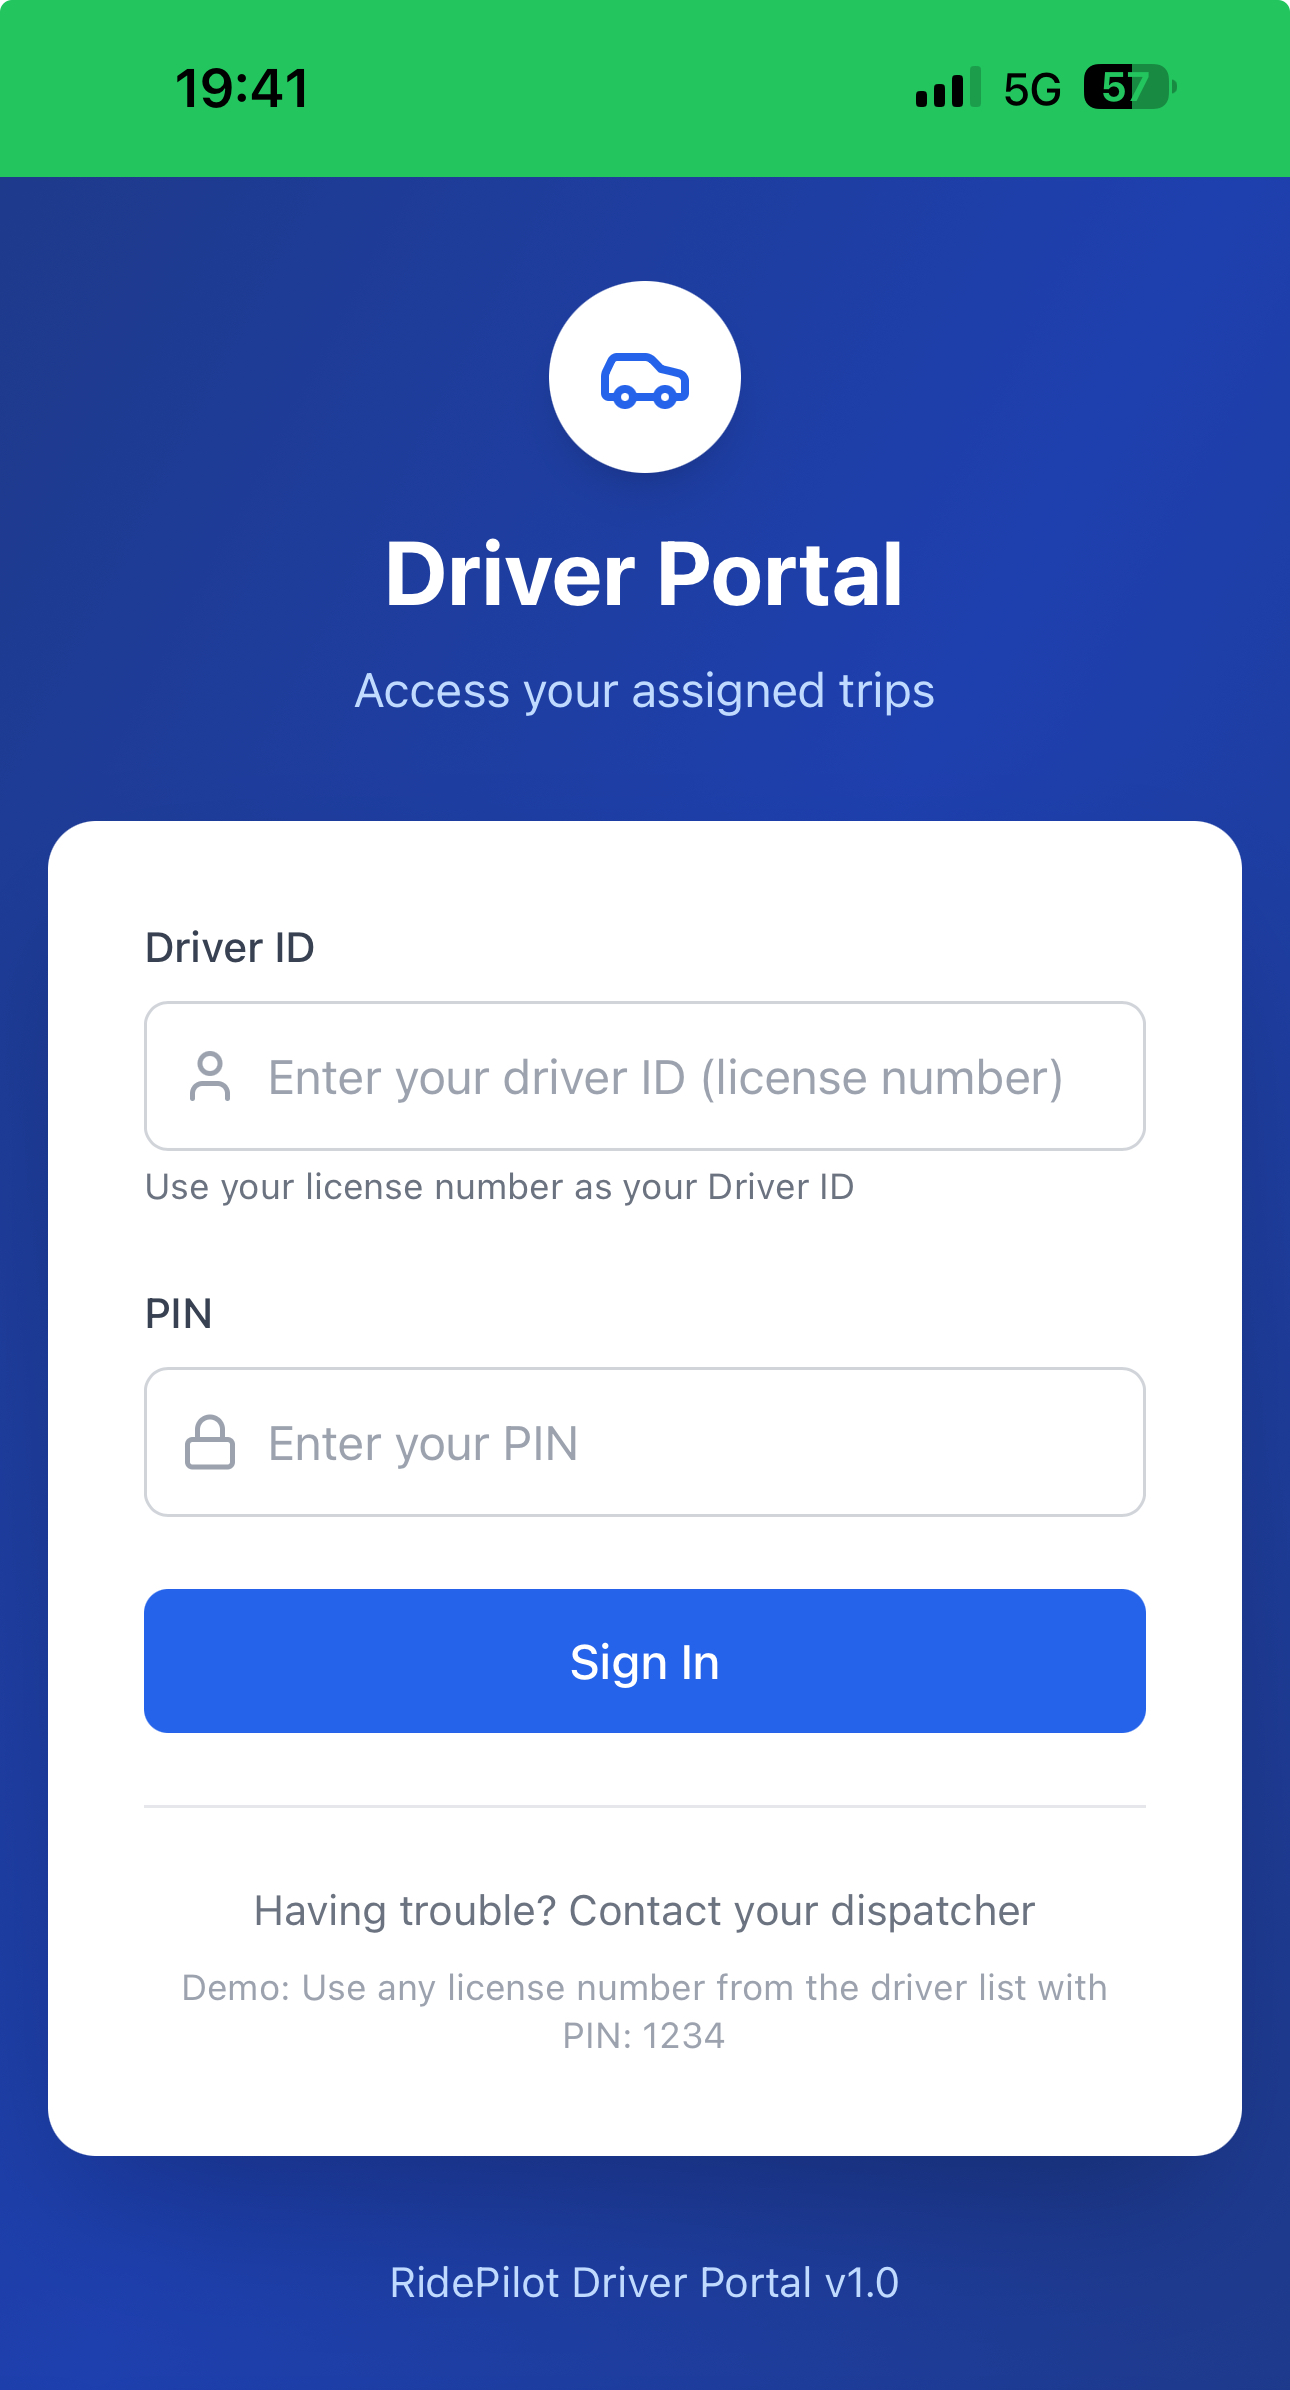 19:41 5G 57
Driver Portal
Access your assigned trips
Driver ID
Enter your driver ID (license number)
Use your license number as your Driver ID
PIN
Enter your PIN
Sign In
Having trouble? Contact your dispatcher
Demo: Use any license number from the driver list with
PIN: 1234
RidePilot Driver Portal v1.0